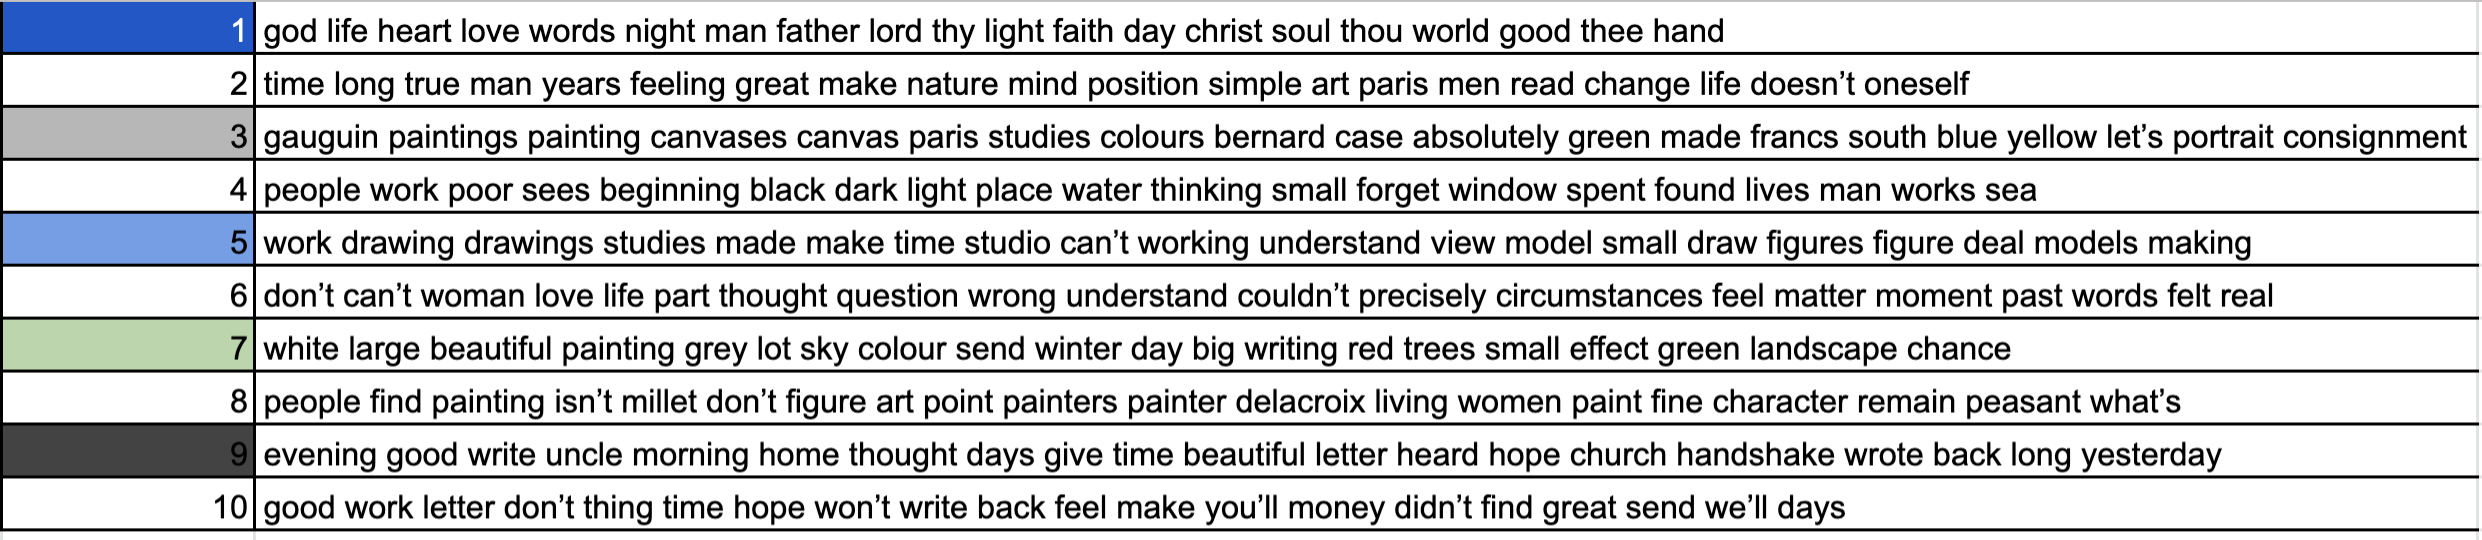 1 god life heart love words night man father lord thy light faith day christ soul thou world good thee hand
2 time long true man years feeling great make nature mind position simple art paris men read change life doesn’t oneself
3 gauguin paintings painting canvases canvas paris studies colours bernard case absolutely green made francs south blue yellow let’s portrait consignment
4 people work poor sees beginning black dark light place water thinking small forget window spent found lives man works sea
5 work drawing drawings studies made make time studio can’t working understand view model small draw figures figure deal models making
6 don’t can’t woman love life part thought question wrong understand couldn’t precisely circumstances feel matter moment past words felt real
7 white large beautiful painting grey lot sky colour send winter day big writing red trees small effect green landscape chance
8 people find painting isn’t millet don’t figure art point painters painter delacroix living women paint fine character remain peasant what’s
9 evening good write uncle morning home thought days give time beautiful letter heard hope church handshake wrote back long yesterday
10 good work letter don’t thing time hope won’t write back feel make you’ll money didn’t find great send we’ll days